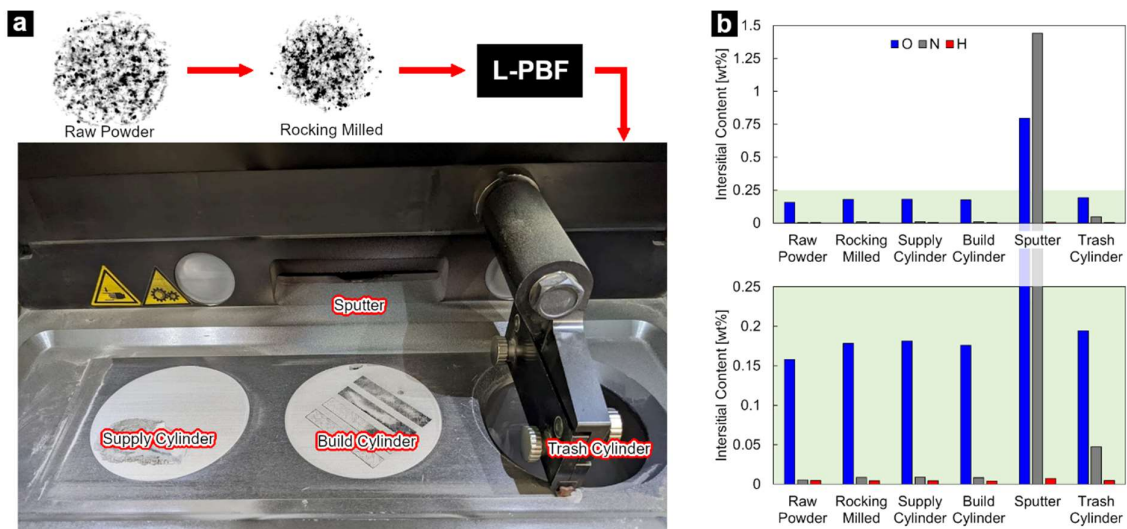 a
Raw Powder
Rocking Milled
L-PBF
Sputter
Supply Cylinder
Build Cylinder
Trash Cylinder
b
Intersitial Content [wt%]
1.5
1.25
1
0.75
0.5
0.25
0
O N H
Raw Powder
Rocking Milled
Supply Cylinder
Build Cylinder
Sputter
Trash Cylinder
Intersitial Content [wt%]
0.25
0.2
0.15
0.1
0.05
0
Raw Powder
Rocking Milled
Supply Cylinder
Build Cylinder
Sputter
Trash Cylinder